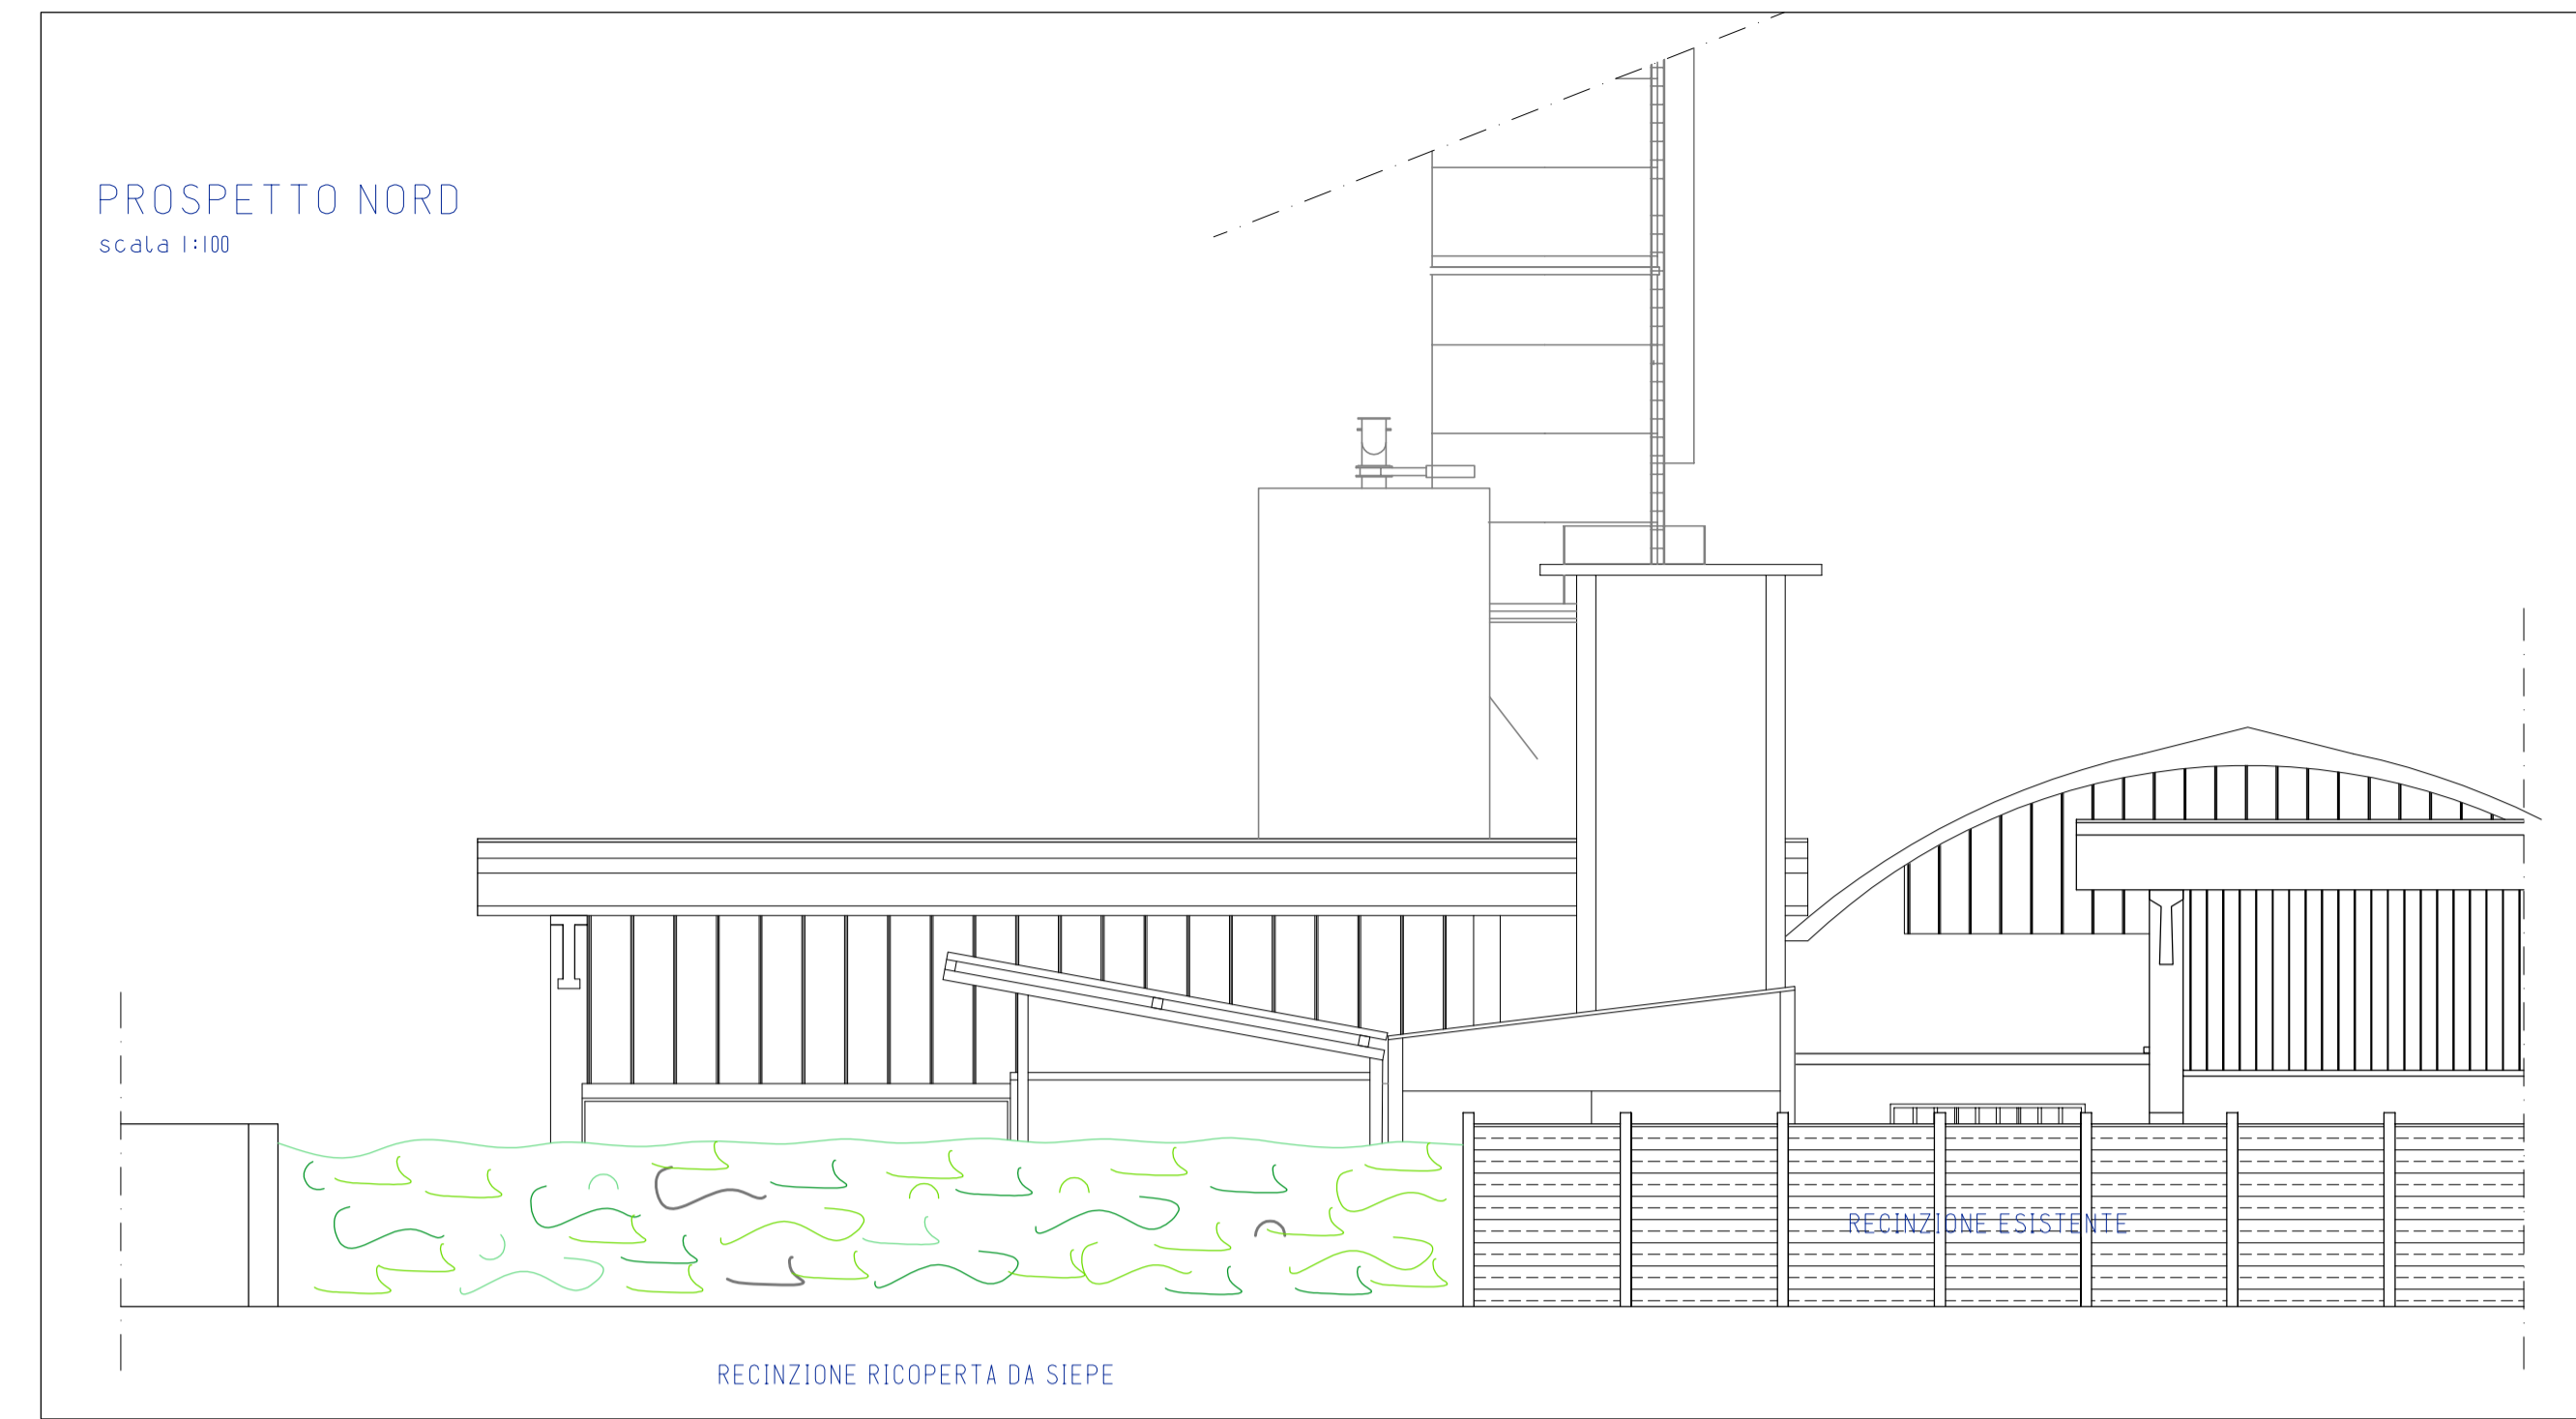 PROSPETTO NORD
scala 1:100
RECINZIONE ESISTENTE
RECINZIONE RICOPERTA DA SIEPE